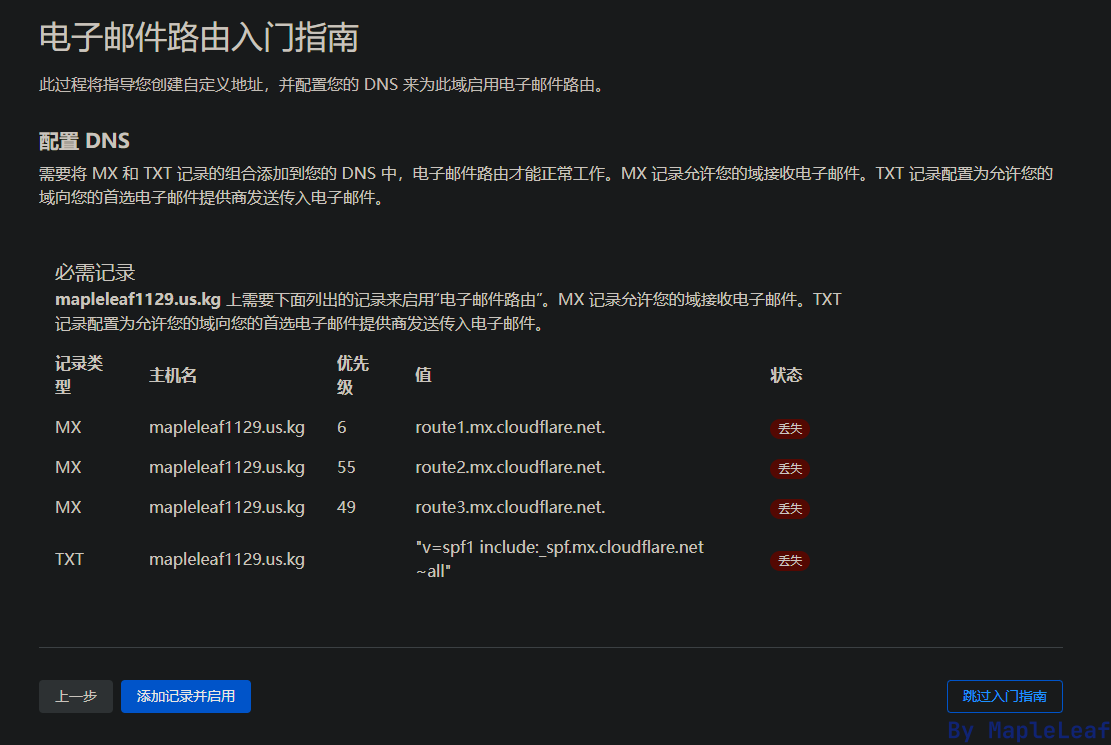 电子邮件路由入门指南
此过程将指导您创建自定义地址，并配置您的 DNS 来为此域启用电子邮件路由。
配置 DNS
需要将 MX 和 TXT 记录的组合添加到您的 DNS 中，电子邮件路由才能正常工作。MX 记录允许您的域接收电子邮件。TXT 记录配置为允许您的
域向您的首选电子邮件提供商发送传入电子邮件。
必需记录
mapleleaf1129.us.kg 上需要下面列出的记录来启用“电子邮件路由”。MX 记录允许您的域接收电子邮件。TXT
记录配置为允许您的域向您的首选电子邮件提供商发送传入电子邮件。
记录类型 主机名 优先级 值 状态
MX mapleleaf1129.us.kg 6 route1.mx.cloudflare.net. 丢失
MX mapleleaf1129.us.kg 55 route2.mx.cloudflare.net. 丢失
MX mapleleaf1129.us.kg 49 route3.mx.cloudflare.net. 丢失
TXT mapleleaf1129.us.kg "v=spf1 include:_spf.mx.cloudflare.net ~all" 丢失
上一步 添加记录并启用 跳过入门指南
By MapleLeaf